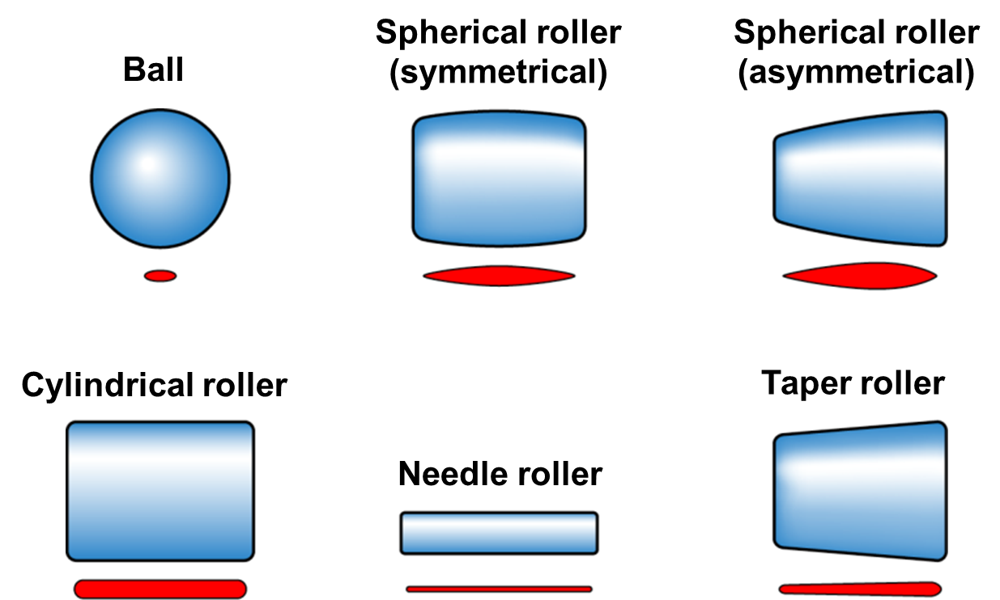 Ball
Spherical roller
(symmetrical)
Spherical roller
(asymmetrical)
Cylindrical roller
Needle roller
Taper roller